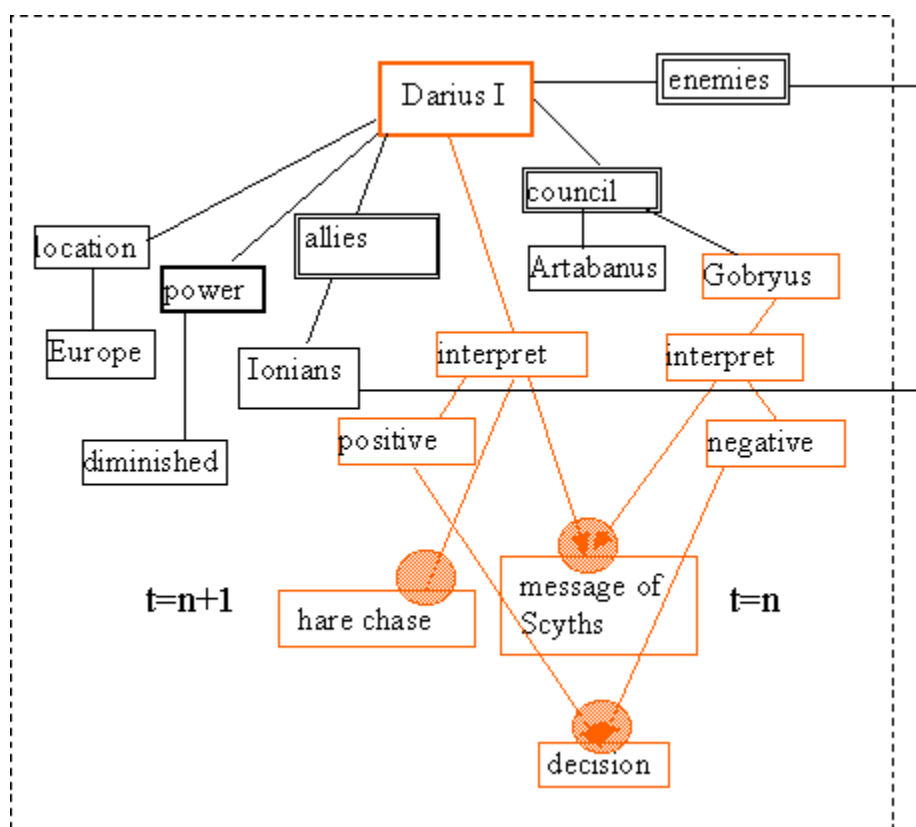 enemies
Darius I
council
allies
location
Artabanus
Gobryus
power
Europe
interpret
interpret
Ionians
positive
negative
diminished
message of
Scyths
t=n+1
t=n
hare chase
decision